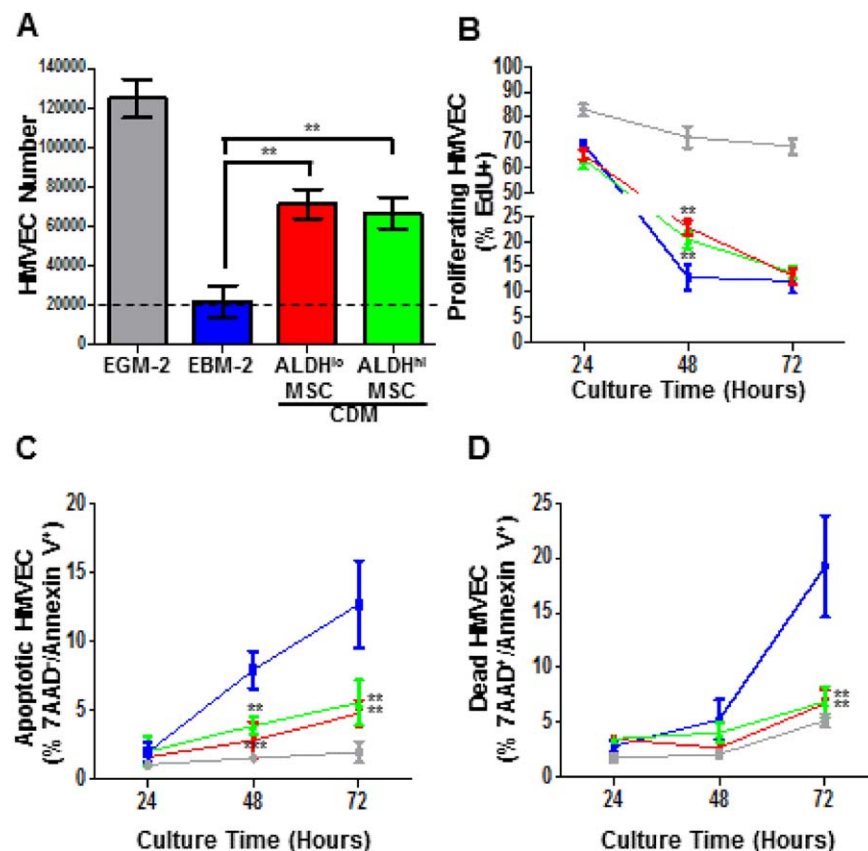 A
HMVEC Number
140000
120000
100000
80000
60000
40000
20000
0
**
**
EGM-2 EBM-2 ALDHlo MSC ALDHhi MSC
CDM
B
Proliferating HMVEC
(% EdU+)
100
90
80
70
60
50
25
20
15
10
5
0
**
**
24 48 72
Culture Time (Hours)
C
Apoptotic HMVEC
(% 7AAD-/Annexin V+)
20
15
10
5
0
**
***
**
**
24 48 72
Culture Time (Hours)
D
Dead HMVEC
(% 7AAD+/Annexin V+)
25
20
15
10
5
0
**
**
24 48 72
Culture Time (Hours)